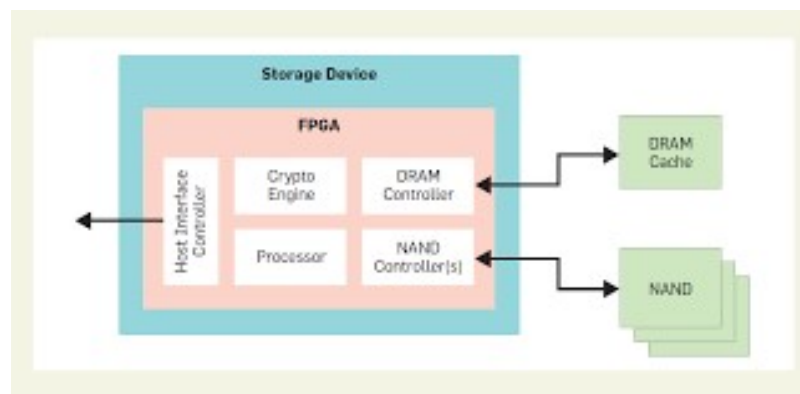 Storage Device
FPGA
Host Interface
Controller
Crypto
Engine
DRAM
Controller
Processor
NAND
Controller(s)
DRAM
Cache
NAND